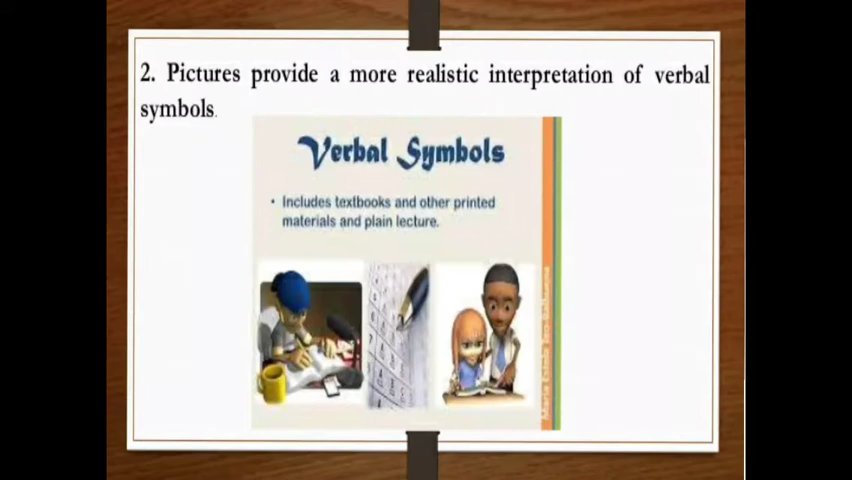 2. Pictures provide a more realistic interpretation of verbal
symbols.
Verbal Symbols
• Includes textbooks and other printed
materials and plain lecture.